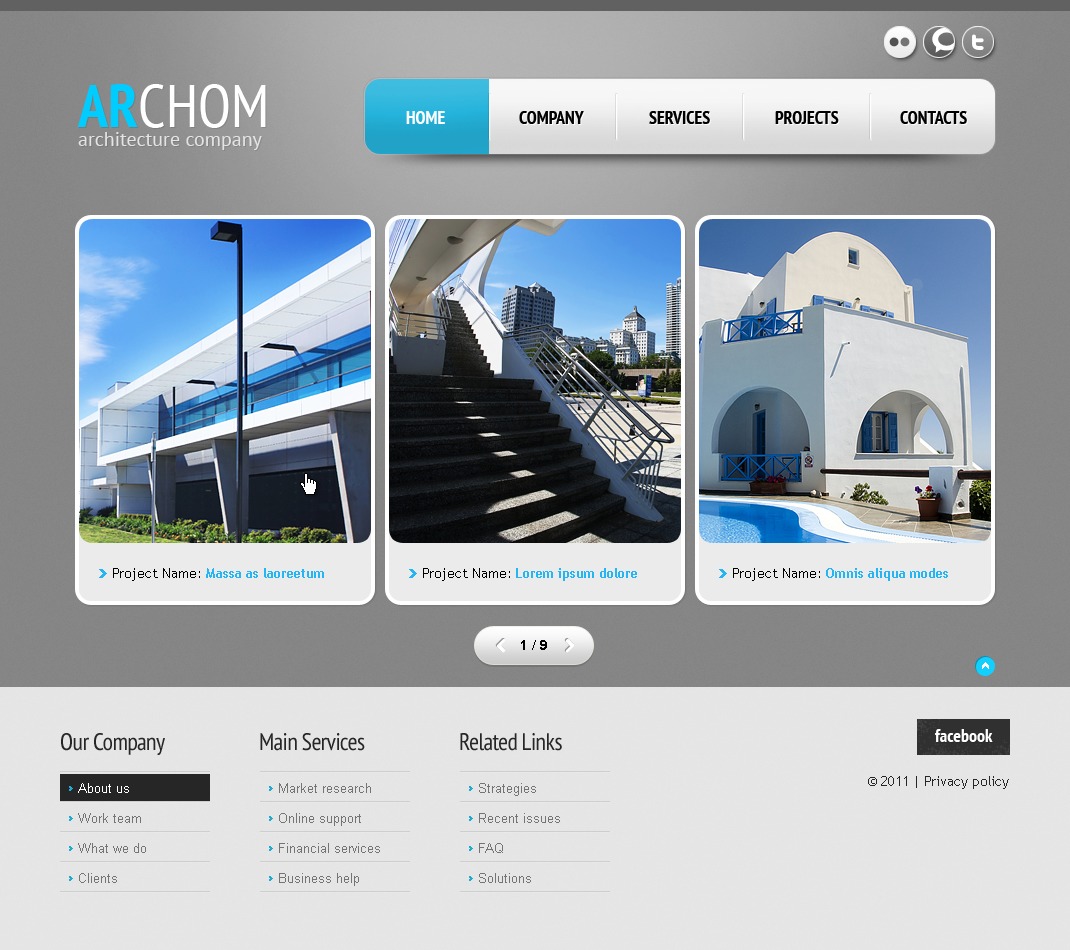 ARCHOM
architecture company
HOME COMPANY SERVICES PROJECTS CONTACTS
Project Name: Massa as laoreetum
Project Name: Lorem ipsum dolore
Project Name: Omnis aliqua modes
1 / 9
Our Company
About us
Work team
What we do
Clients
Main Services
Market research
Online support
Financial services
Business help
Related Links
Strategies
Recent issues
FAQ
Solutions
facebook
© 2011 | Privacy policy